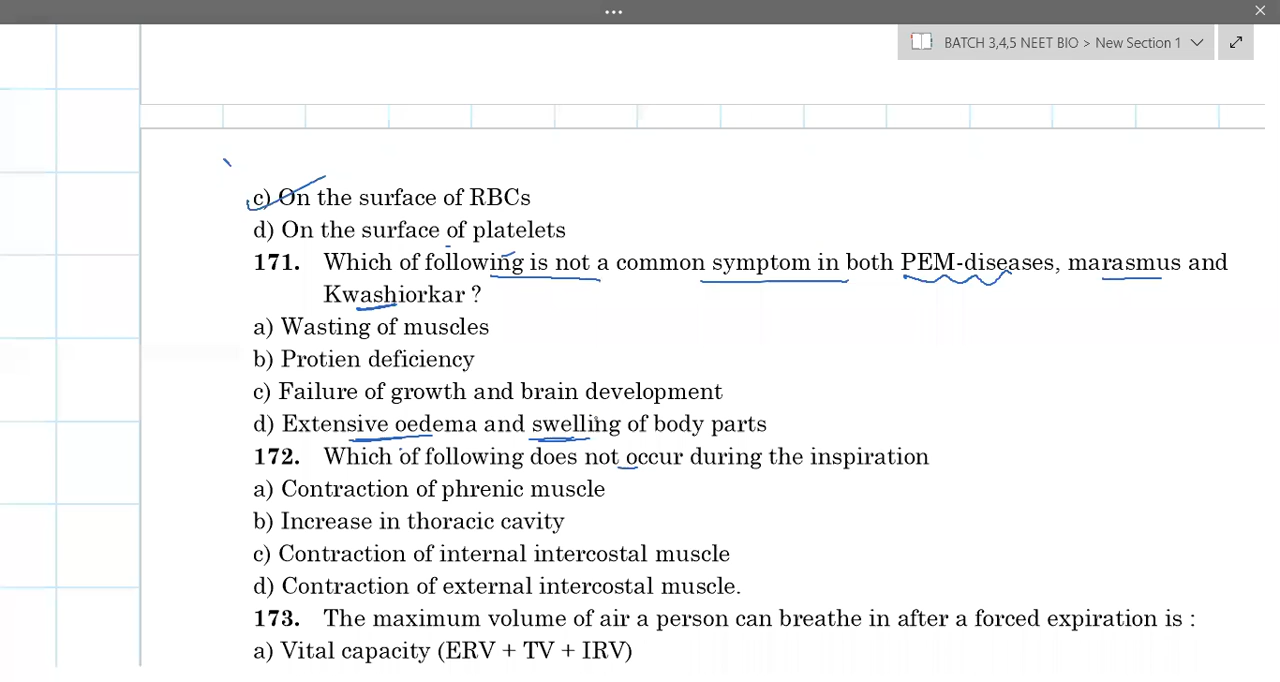 BATCH 3,4,5 NEET BIO > New Section 1
c) On the surface of RBCs
d) On the surface of platelets
171. Which of following is not a common symptom in both PEM-diseases, marasmus and
Kwashiorkar ?
a) Wasting of muscles
b) Protien deficiency
c) Failure of growth and brain development
d) Extensive oedema and swelling of body parts
172. Which of following does not occur during the inspiration
a) Contraction of phrenic muscle
b) Increase in thoracic cavity
c) Contraction of internal intercostal muscle
d) Contraction of external intercostal muscle.
173. The maximum volume of air a person can breathe in after a forced expiration is :
a) Vital capacity (ERV + TV + IRV)